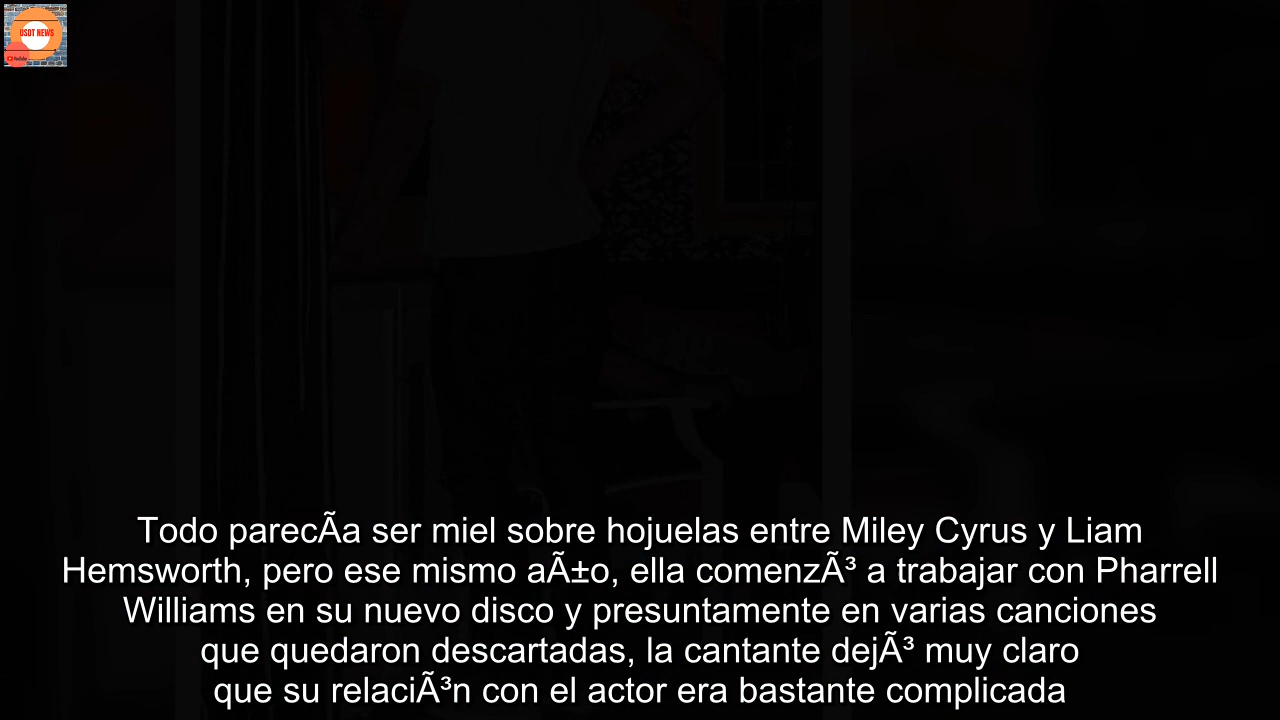 USDT NEWS
YouTube
Todo parecÃa ser miel sobre hojuelas entre Miley Cyrus y Liam
Hemsworth, pero ese mismo aÃ±o, ella comenzÃ³ a trabajar con Pharrell
Williams en su nuevo disco y presuntamente en varias canciones
que quedaron descartadas, la cantante dejÃ³ muy claro
que su relaciÃ³n con el actor era bastante complicada